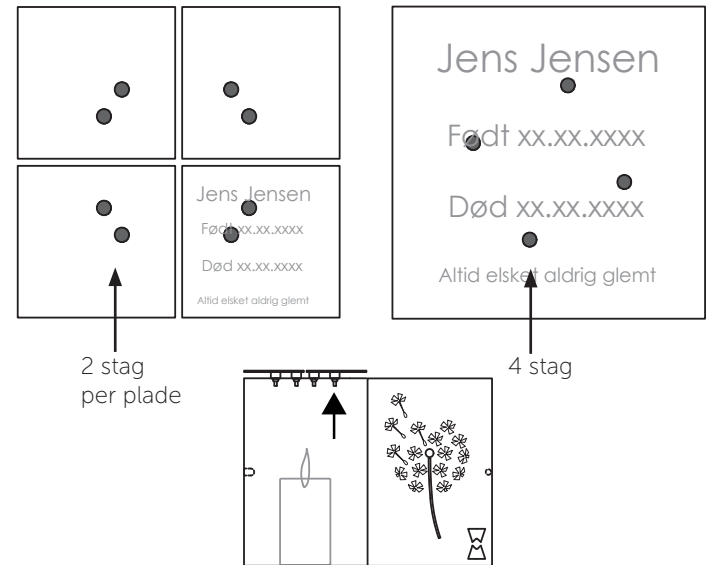 Jens Jensen
Født xx.xx.xxxx
Død xx.xx.xxxx
Altid elsket aldrig glemt
2 stag
per plade
Jens Jensen
Født xx.xx.xxxx
Død xx.xx.xxxx
Altid elsket aldrig glemt
4 stag